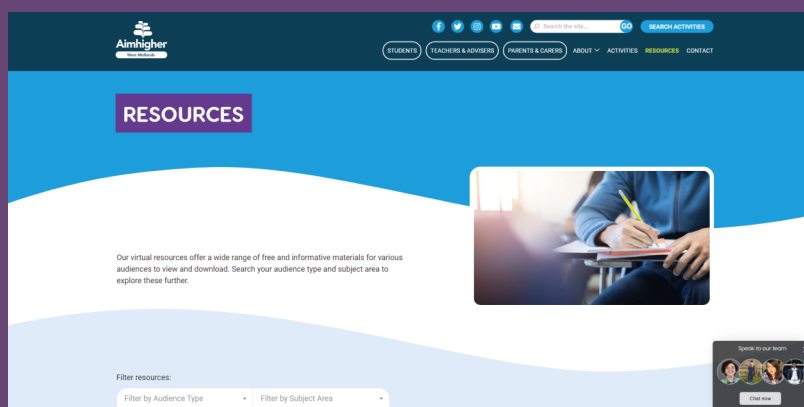 Aimhigher
West Midlands
Search the site...
GO
SEARCH ACTIVITIES
STUDENTS
TEACHERS & ADVISERS
PARENTS & CARERS
ABOUT
ACTIVITIES
RESOURCES
CONTACT
RESOURCES
Our virtual resources offer a wide range of free and informative materials for various
audiences to view and download. Search your audience type and subject area to
explore these further.
Filter resources:
Filter by Audience Type
Filter by Subject Area
Speak to our team
Chat now